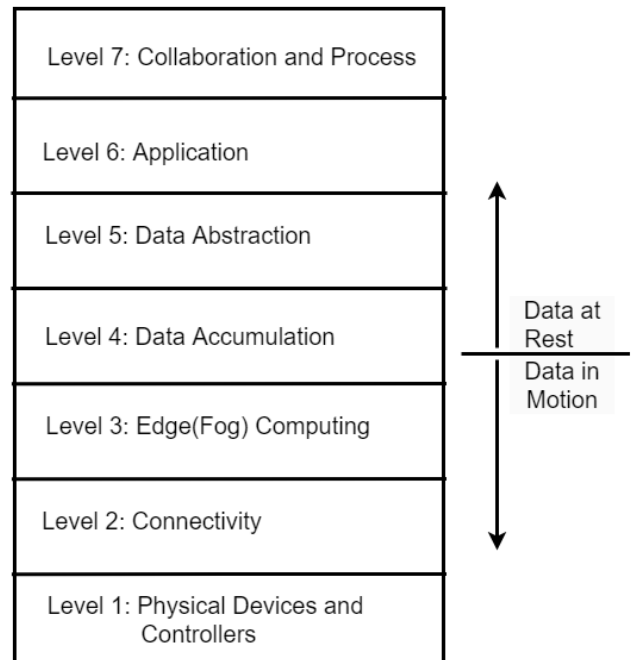 Level 7: Collaboration and Process
Level 6: Application
Level 5: Data Abstraction
Level 4: Data Accumulation
Level 3: Edge(Fog) Computing
Level 2: Connectivity
Level 1: Physical Devices and
Controllers
Data at
Rest
Data in
Motion